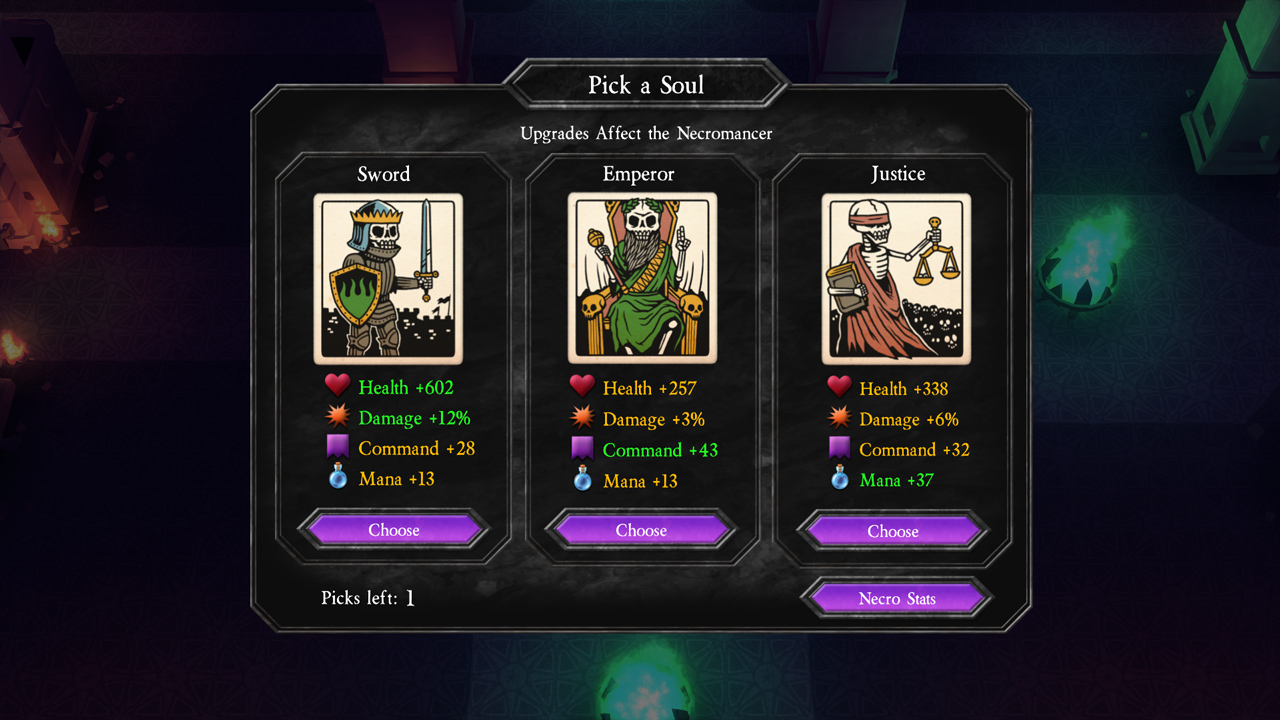 Pick a Soul
Upgrades Affect the Necromancer
Sword
Health +602
Damage +12%
Command +28
Mana +13
Choose
Emperor
Health +257
Damage +3%
Command +43
Mana +13
Choose
Justice
Health +338
Damage +6%
Command +32
Mana +37
Choose
Picks left: 1
Necro Stats